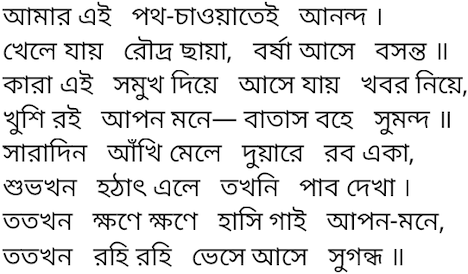 আমার এই পথ-চাওয়াতেই আনন্দ ।
খেলে যায় রৌদ্র ছায়া, বর্ষা আসে বসন্ত ॥
কারা এই সমুখ দিয়ে আসে যায় খবর নিয়ে,
খুশি রই আপন মনে— বাতাস বহে সুমন্দ ॥
সারাদিন আঁখি মেলে দুয়ারে রব একা,
শুভখন হঠাৎ এলে তখনি পাব দেখা ।
ততখন ক্ষণে ক্ষণে হাসি গাই আপন-মনে,
ততখন রহি রহি ভেসে আসে সুগন্ধ ॥